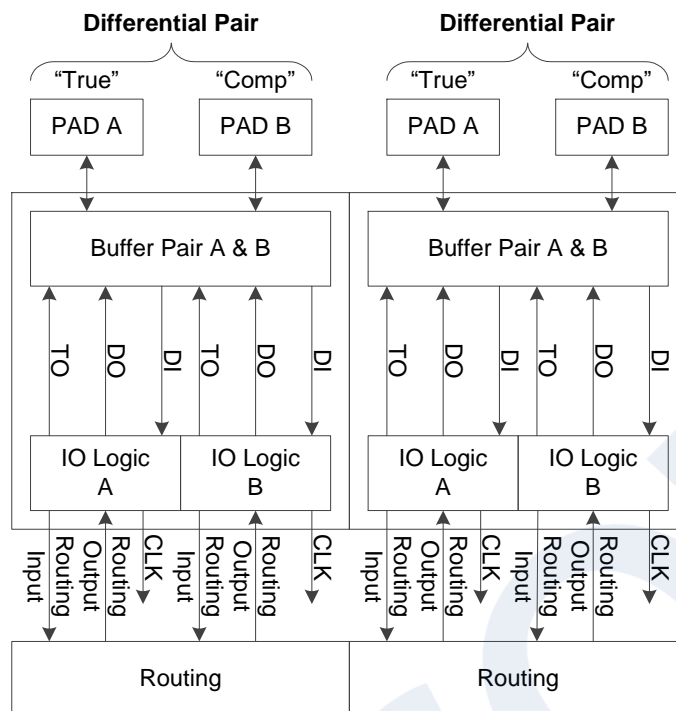 Differential Pair Differential Pair
“True” “Comp” “True” “Comp”
PAD A PAD B PAD A PAD B
Buffer Pair A & B Buffer Pair A & B
TO DO DI TO DO DI TO DO DI TO DO DI
IO Logic IO Logic IO Logic IO Logic
A B A B
Routing Input Routing Output CLK Routing Input Routing Output CLK Routing Input Routing Output CLK Routing Input Routing Output CLK
Routing Routing